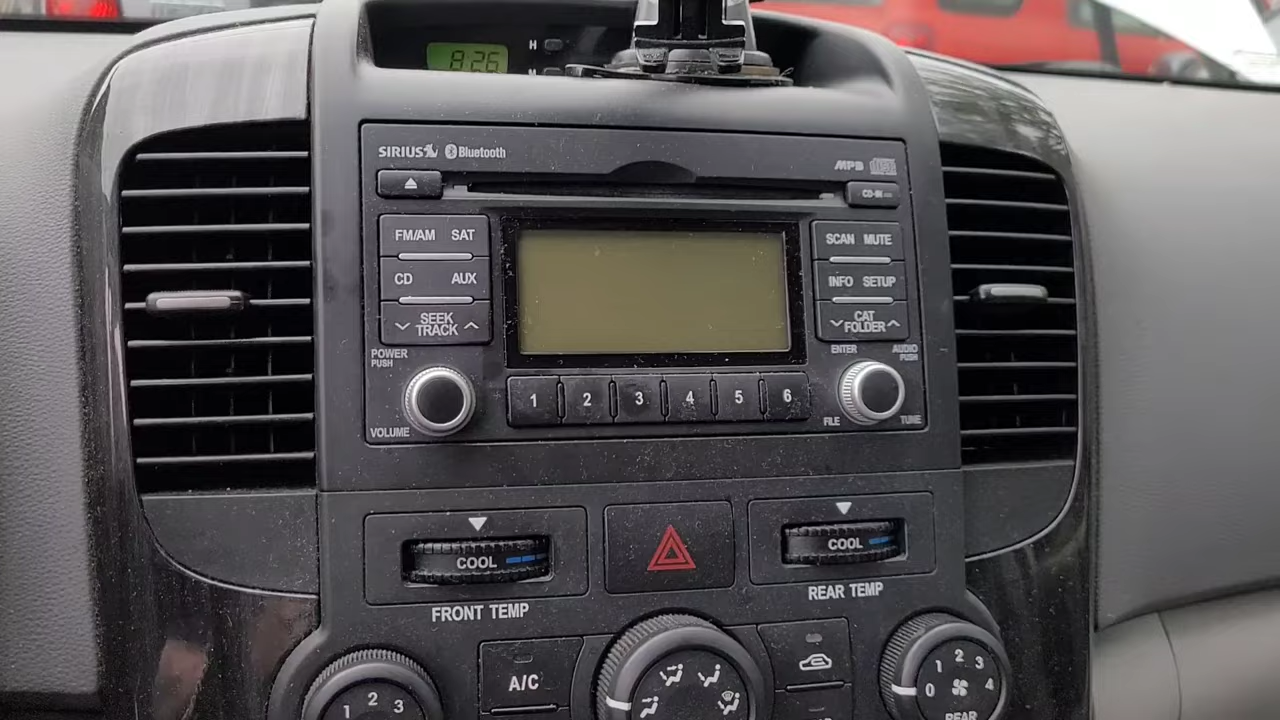 8:26
H
SIRIUS Bluetooth
MP3
CD-IN
FM/AM SAT
SCAN MUTE
CD AUX
INFO SETUP
SEEK
TRACK
CAT
FOLDER
POWER
PUSH
ENTER
AUDIO
PUSH
1 2 3 4 5 6
VOLUME
FILE
TUNE
COOL
COOL
FRONT TEMP
REAR TEMP
A/C
1 2 3
0 1 2 3 4
REAR